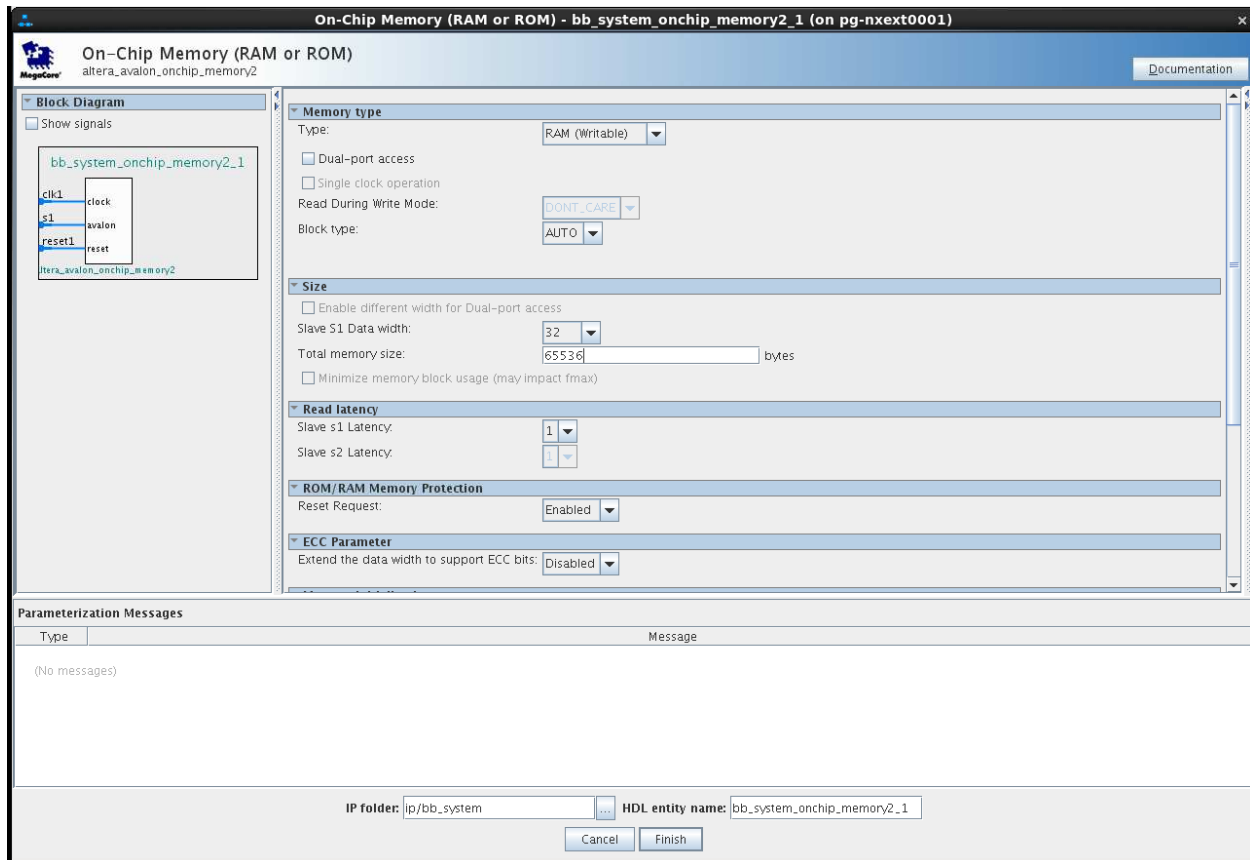 On-Chip Memory (RAM or ROM) - bb_system_onchip_memory2_1 (on pg-nxext0001)
On-Chip Memory (RAM or ROM)
MegaCore'
altera_avalon_onchip_memory2
Documentation
Block Diagram
Show signals
bb_system_onchip_memory2_1
clk1
clock
s1
avalon
reset1
reset
ltera_avalon_onchip_memory2
Memory type
Type: RAM (Writable)
Dual-port access
Single clock operation
Read During Write Mode: DONT_CARE
Block type: AUTO
Size
Enable different width for Dual-port access
Slave S1 Data width: 32
Total memory size: 65536 bytes
Minimize memory block usage (may impact fmax)
Read latency
Slave s1 Latency: 1
Slave s2 Latency: 1
ROM/RAM Memory Protection
Reset Request: Enabled
ECC Parameter
Extend the data width to support ECC bits: Disabled
Parameterization Messages
Type Message
(No messages)
IP folder: ip/bb_system ... HDL entity name: bb_system_onchip_memory2_1
Cancel Finish